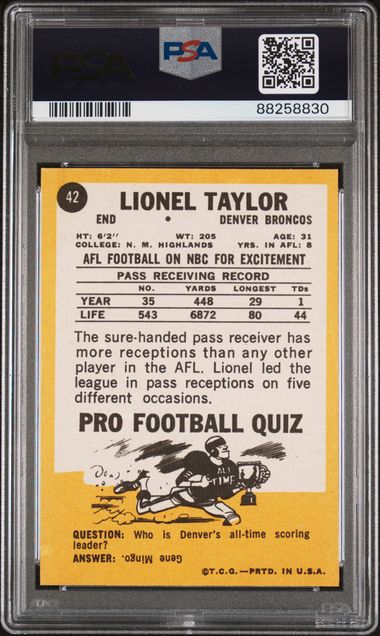 PSA
PSA
88258830
42
LIONEL TAYLOR
END • DENVER BRONCOS
HT: 6'2" WT: 205 AGE: 31
COLLEGE: N. M. HIGHLANDS YRS. IN AFL: 8
AFL FOOTBALL ON NBC FOR EXCITEMENT
PASS RECEIVING RECORD
NO. YARDS LONGEST TDs
YEAR 35 448 29 1
LIFE 543 6872 80 44
The sure-handed pass receiver has
more receptions than any other
player in the AFL. Lionel led the
league in pass receptions on five
different occasions.
PRO FOOTBALL QUIZ
ALL
TIME
QUESTION: Who is Denver's all-time scoring
leader?
ANSWER: Gene Mingo.
©T.C.G.—PRTD. IN U.S.A.